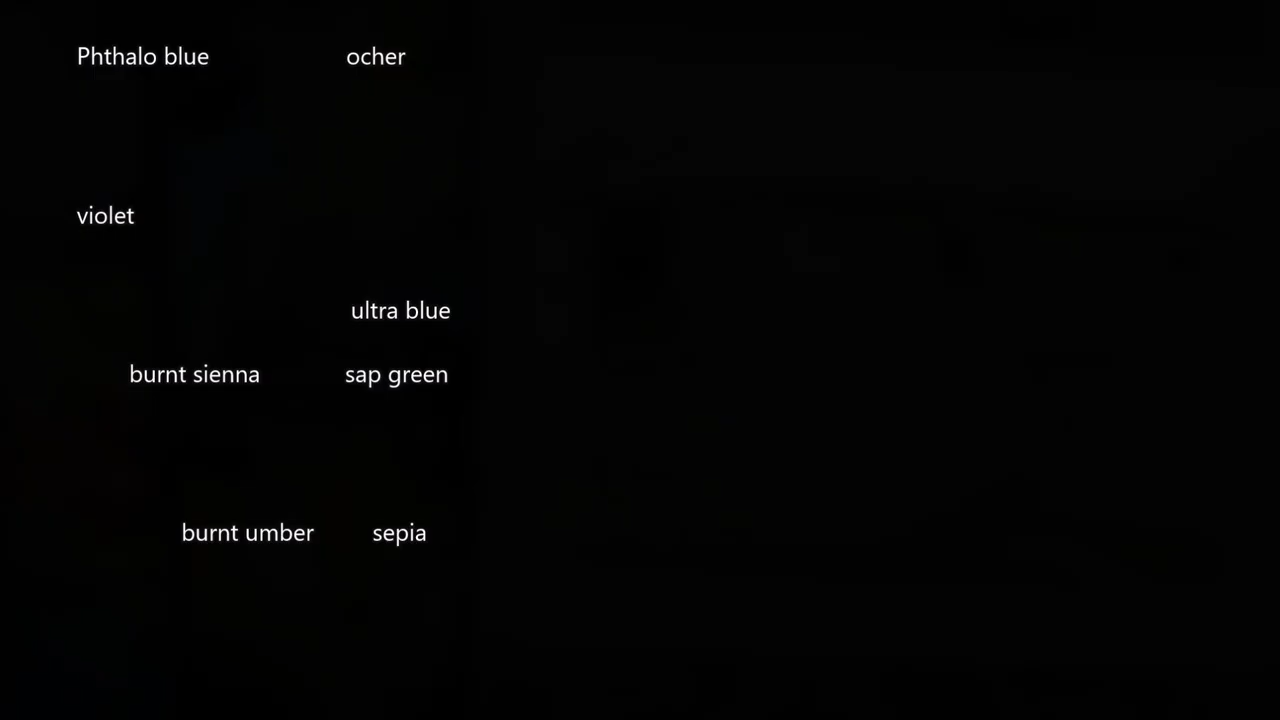 Phthalo blue ocher
violet
ultra blue
burnt sienna sap green
burnt umber sepia